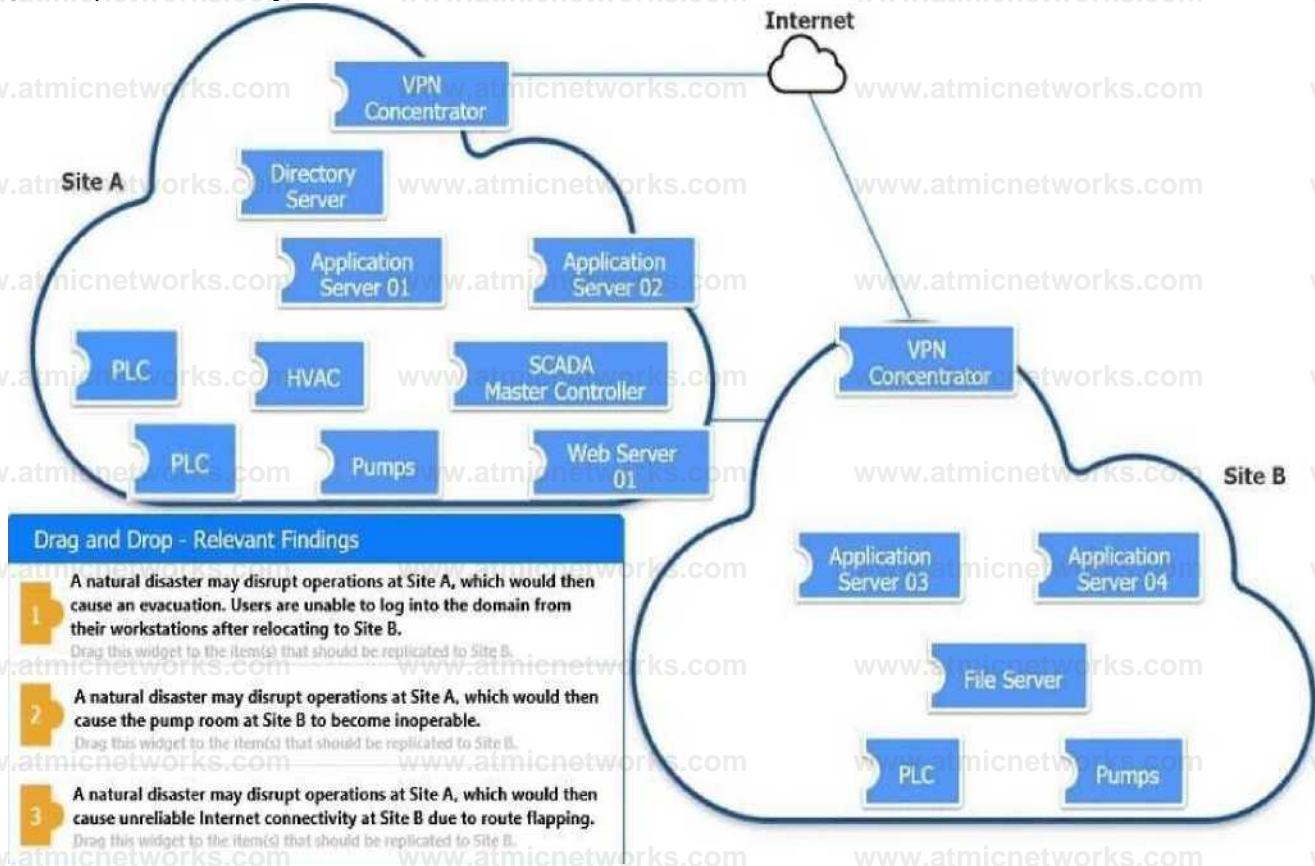 Internet
VPN
Concentrator
Site A
Directory
Server
Application
Server 01
Application
Server 02
PLC
HVAC
SCADA
Master Controller
PLC
Pumps
Web Server
01
VPN
Concentrator
Site B
Application
Server 03
Application
Server 04
File Server
PLC
Pumps
Drag and Drop - Relevant Findings
1
A natural disaster may disrupt operations at Site A, which would then
cause an evacuation. Users are unable to log into the domain from
their workstations after relocating to Site B.
Drag this widget to the item(s) that should be replicated to Site B.
2
A natural disaster may disrupt operations at Site A, which would then
cause the pump room at Site B to become inoperable.
Drag this widget to the item(s) that should be replicated to Site B.
3
A natural disaster may disrupt operations at Site A, which would then
cause unreliable Internet connectivity at Site B due to route flapping.
Drag this widget to the item(s) that should be replicated to Site B.
www.atmicnetworks.com